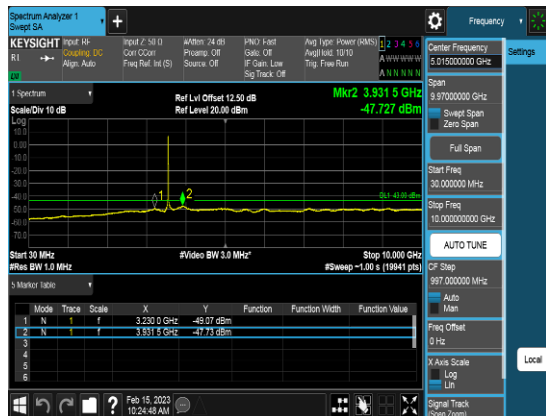 Spectrum Analyzer 1
Swept SA
Frequency
KEYSIGHT
R1
Input: RF
Coupling: DC
Align: Auto
Input Z: 50 Ω
Corr CCorr
Freq Ref: Int (S)
#Atten: 24 dB
Preamp: Off
Source: Off
PNO: Fast
Gate: Off
IF Gain: Low
Sig Track: Off
Avg Type: Power (RMS)
Avg|Hold: 10/10
Trig: Free Run
1 2 3 4 5 6
A W W W W W
A N N N N N
1 Spectrum
Scale/Div 10 dB
Ref Lvl Offset 12.50 dB
Ref Level 20.00 dBm
Mkr2 3.931 5 GHz
-47.727 dBm
Log
10.0
0.00
-10.0
-20.0
-30.0
-40.0
-50.0
-60.0
-70.0
1
2
DL1 -43.00 dBm
Start 30 MHz
#Res BW 1.0 MHz
#Video BW 3.0 MHz*
Stop 10.000 GHz
#Sweep ~1.00 s (19941 pts)
5 Marker Table
Mode Trace Scale X Y Function Function Width Function Value
1 N 1 f 3.230 0 GHz -49.07 dBm
2 N 1 f 3.931 5 GHz -47.73 dBm
3
4
5
6
Feb 15, 2023
10:24:48 AM
Center Frequency
5.015000000 GHz
Settings
Span
9.97000000 GHz
Swept Span
Zero Span
Full Span
Start Freq
30.000000 MHz
Stop Freq
10.000000000 GHz
AUTO TUNE
CF Step
997.000000 MHz
Auto
Man
Freq Offset
0 Hz
X Axis Scale
Log
Lin
Local
Signal Track
(Span Zoom)